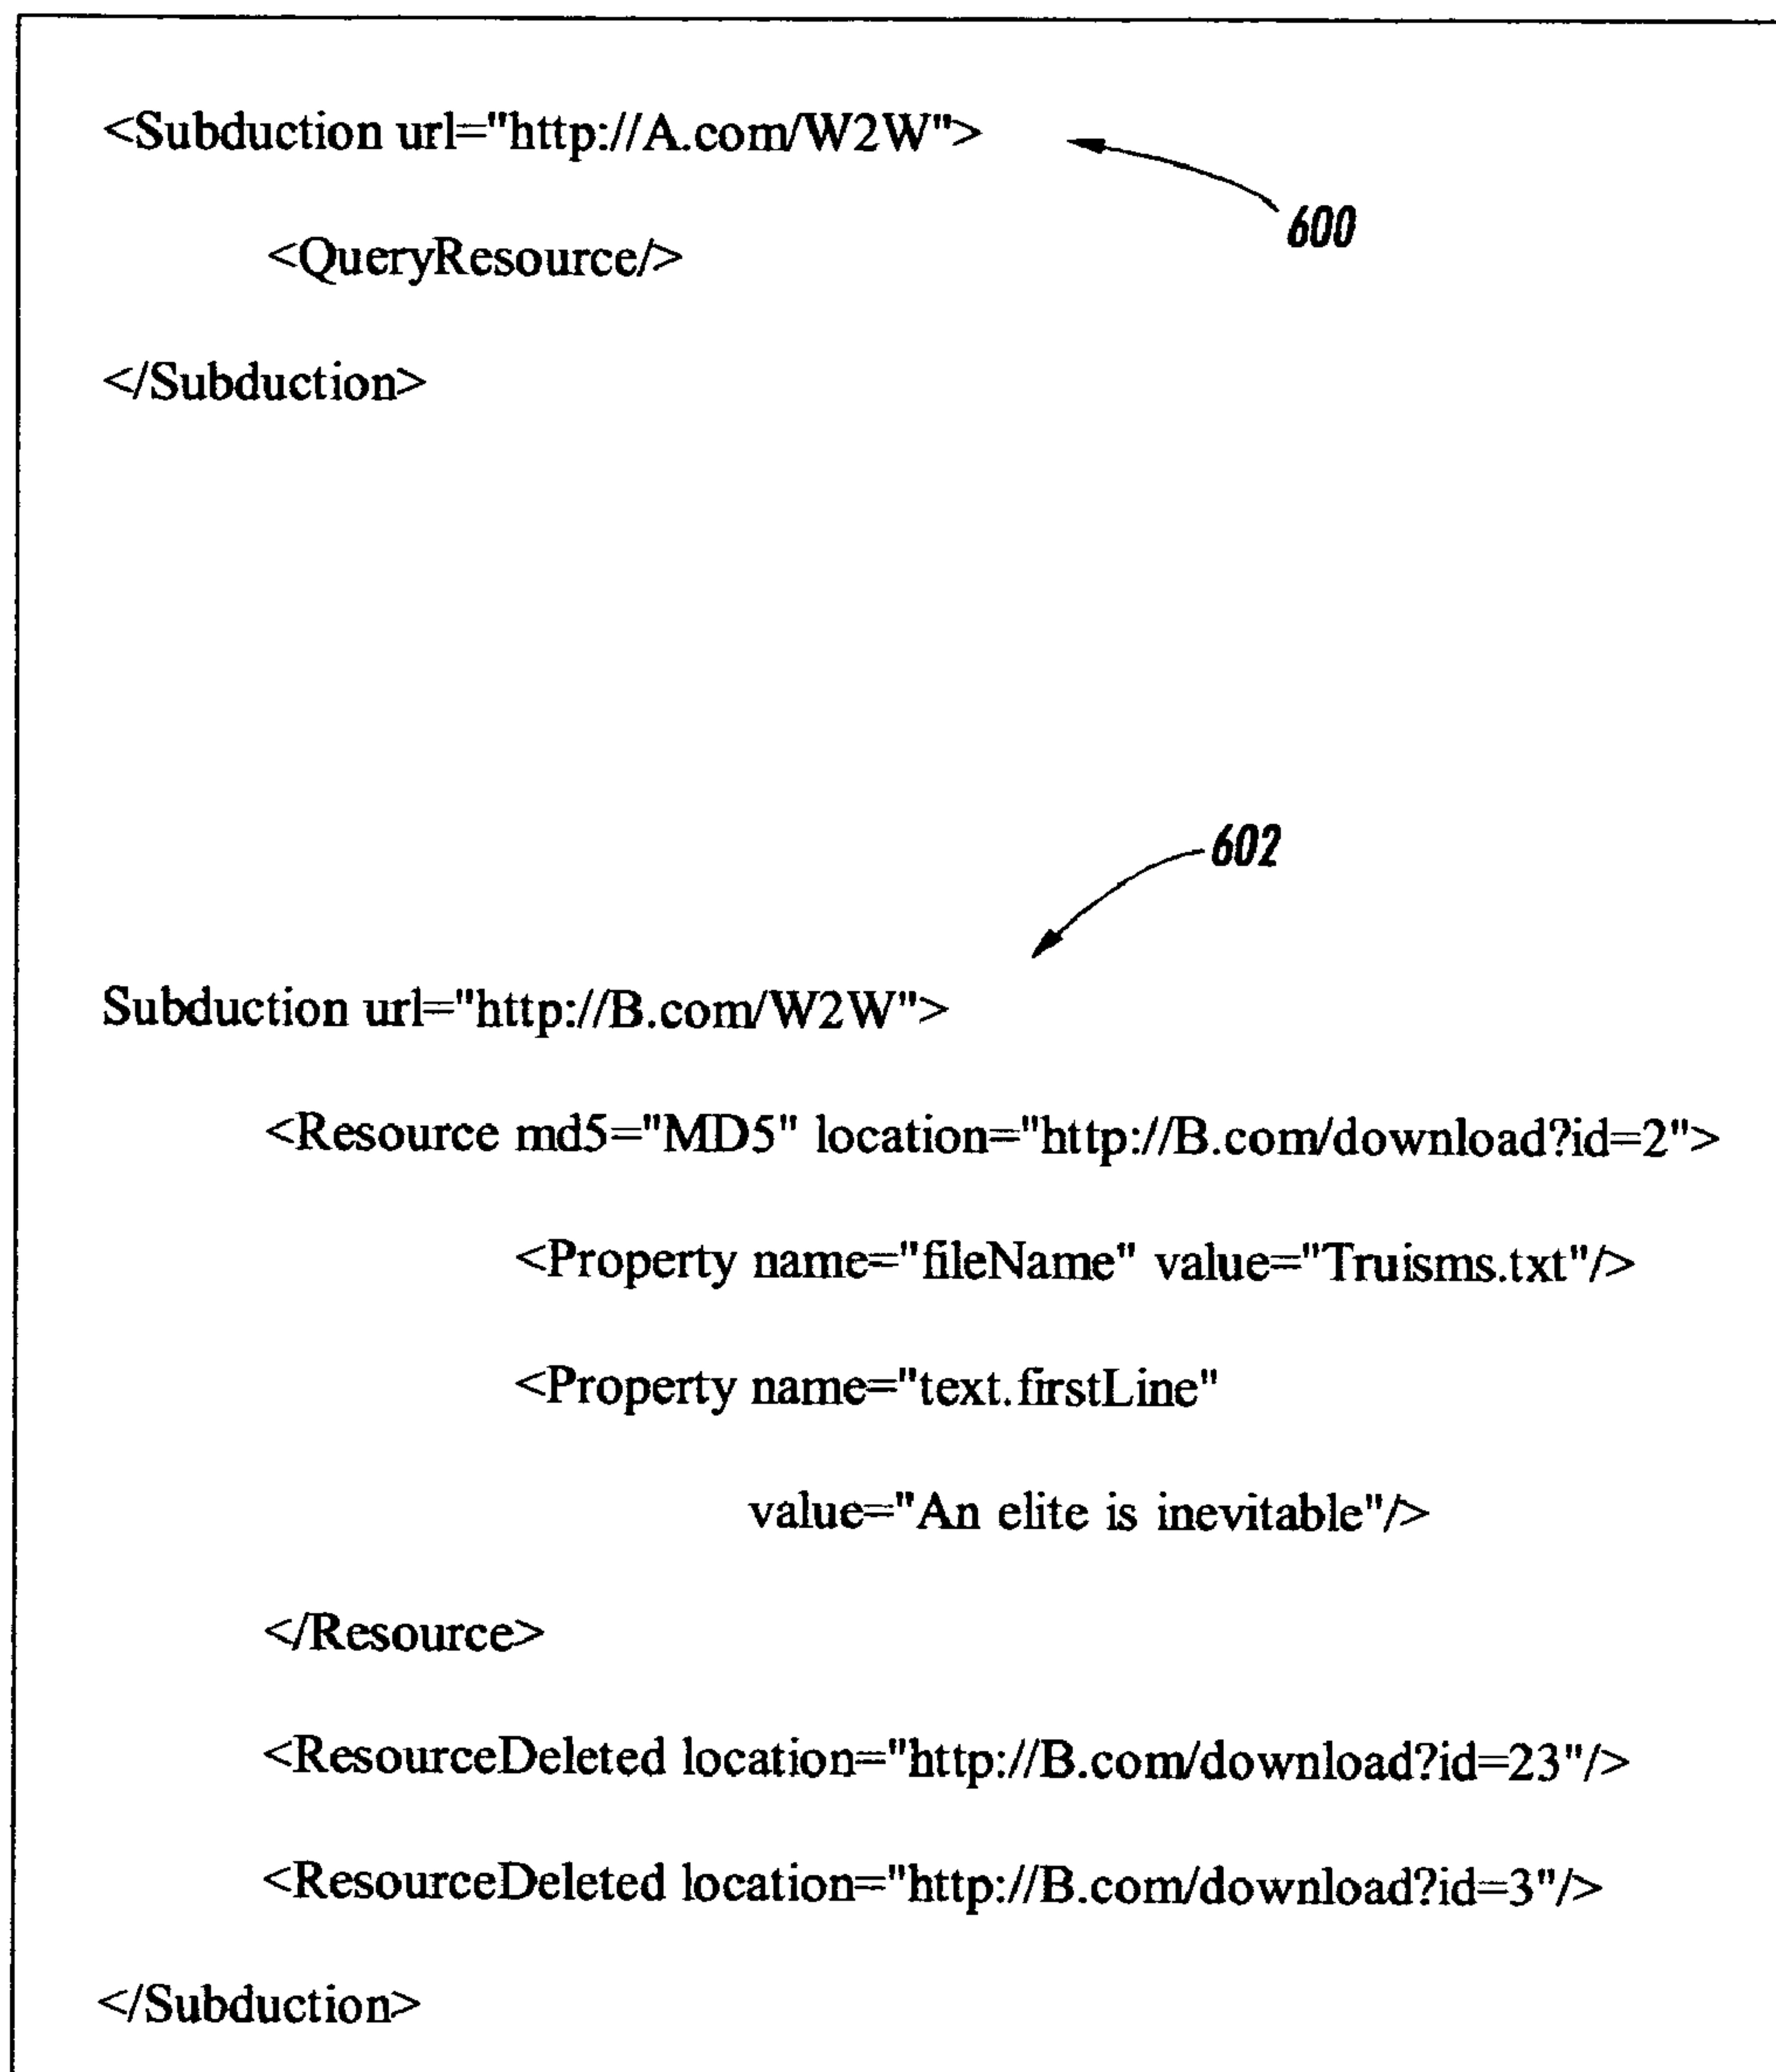 <Subduction url="http://A.com/W2W">
600
<QueryResource/>
</Subduction>
602
Subduction url="http://B.com/W2W">
<Resource md5="MD5" location="http://B.com/download?id=2">
<Property name="fileName" value="Truisms.txt"/>
<Property name="text.firstLine"
value="An elite is inevitable"/>
</Resource>
<ResourceDeleted location="http://B.com/download?id=23"/>
<ResourceDeleted location="http://B.com/download?id=3"/>
</Subduction>